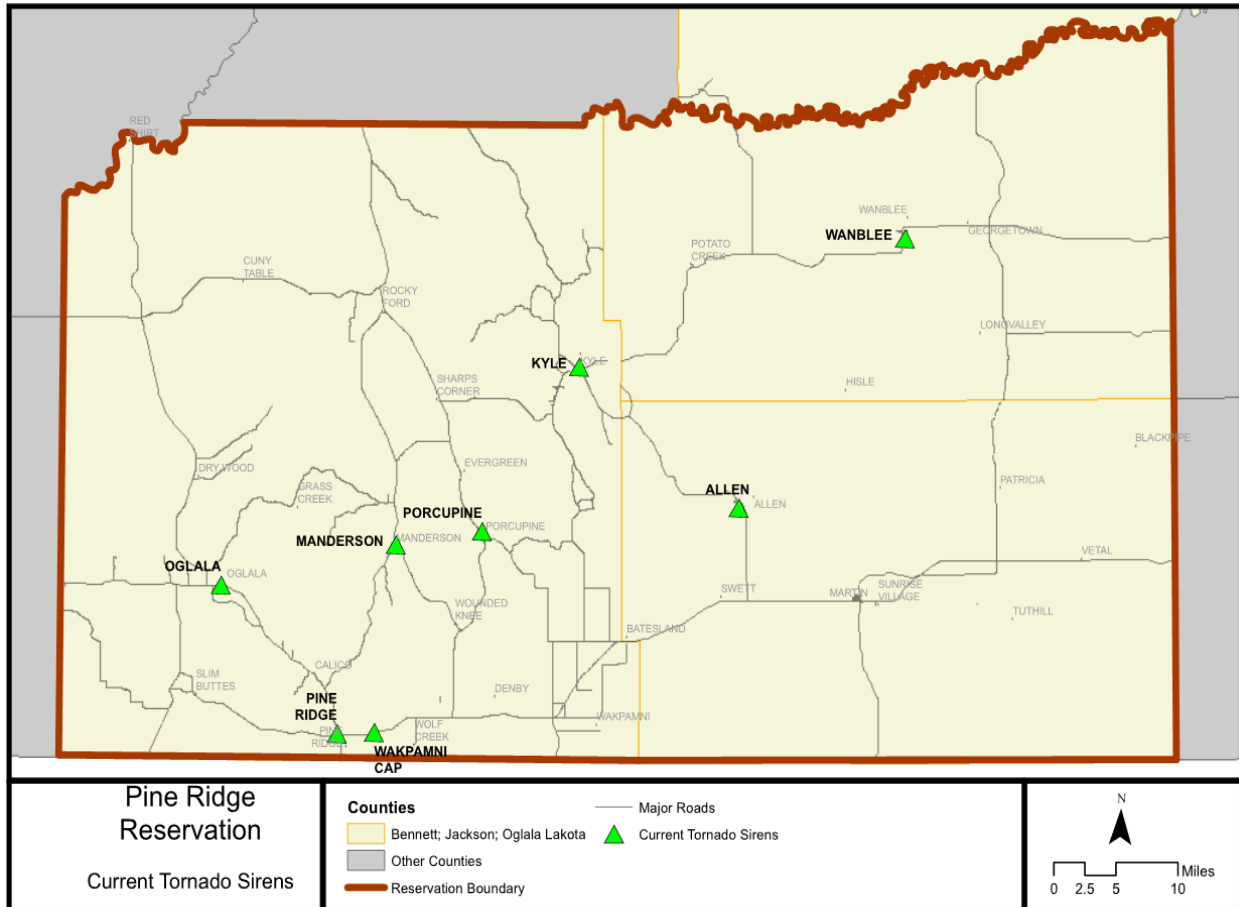 RED
SHIRT
WANBLEE
WANBLEE
GEORGETOWN
POTATO
CREEK
CUNY
TABLE
ROCKY
FORD
LONGVALLEY
KYLE
KYLE
SHARPS
CORNER
HISLE
BLACKPIPE
EVERGREEN
DRY WOOD
GRASS
CREEK
PATRICIA
ALLEN
ALLEN
PORCUPINE
PORCUPINE
MANDERSON
MANDERSON
VETAL
OGLALA
OGLALA
SWETT
MARTIN
SUNRISE
VILLAGE
TUTHILL
WOUNDED
KNEE
BATESLAND
CALICO
SLIM
BUTTES
DENBY
PINE
RIDGE
PINE
RIDGE
WOLF
CREEK
WAKPAMNI
WAKPAMNI
CAP
Pine Ridge
Reservation
Current Tornado Sirens
Counties
Bennett; Jackson; Oglala Lakota
Other Counties
Reservation Boundary
Major Roads
Current Tornado Sirens
N
Miles
0 2.5 5 10